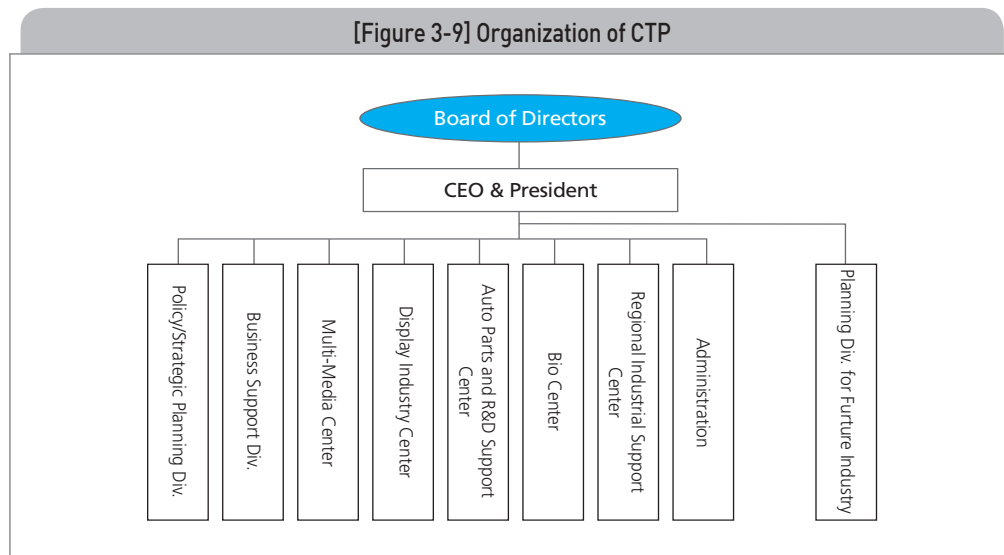 [Figure 3-9] Organization of CTP
Board of Directors
CEO & President
Policy/Strategic Planning Div.
Business Support Div.
Multi-Media Center
Display Industry Center
Auto Parts and R&D Support
Center
Bio Center
Regional Industrial Support
Center
Administration
Planning Div. for Furture Industry